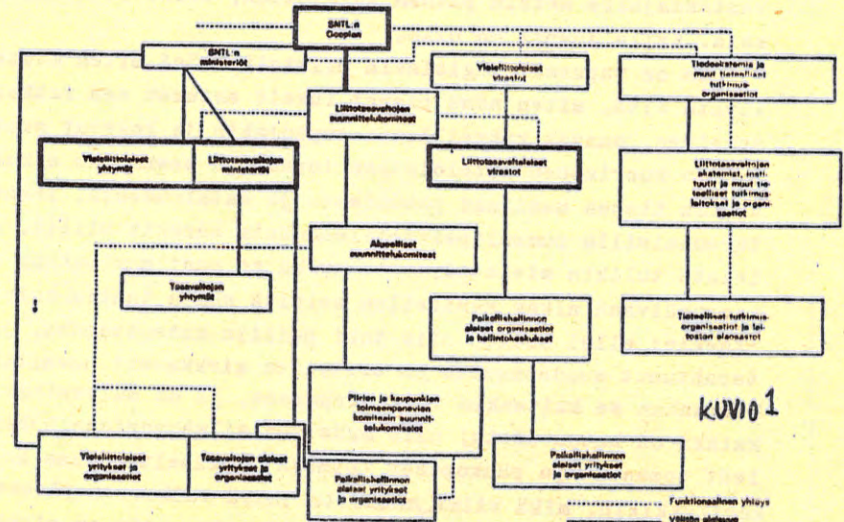 SNTL:n
Gosplan
SNTL:n
ministeriöt
Yleisliittolaiset
virastot
Tiedeakatemia ja
muut tieteelliset
tutkimus-
organisaatiot
Liittotasavaltojen
suunnittelukomiteat
Yleisliittolaiset
yhtymät
Liittotasavaltojen
ministeriöt
Liittotasavaltalaiset
virastot
Liittotasavaltojen
akatemiat, insti-
tuutit ja muut tie-
teelliset tutkimus-
laitokset ja organi-
saatiot
Alueelliset
suunnittelukomiteat
Tasavaltojen
yhtymät
Paikallishallinnon
alaiset organisaatiot
ja hallintokeskukset
Tieteelliset tutkimus-
organisaatiot ja lai-
tosten elementit
Piirien ja kaupunkien
toimeenpanevien
komiteain suunnit-
telukomissiot
KUVIO 1
Yleisliittolaiset
yritykset ja
organisaatiot
Tasavaltojen alaiset
yritykset ja
organisaatiot
Paikallishallinnon
alaiset yritykset
ja organisaatiot
Paikallishallinnon
alaiset yritykset
ja organisaatiot
Funktionaalinen yhteys
Välitön alaisuus